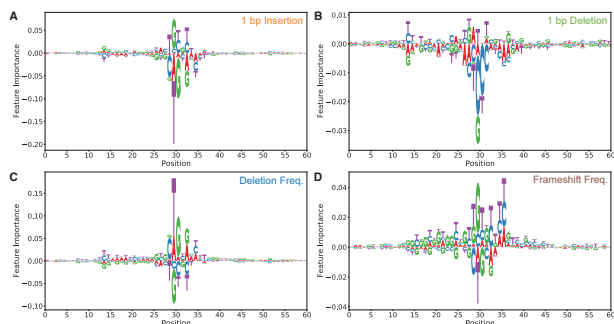 A
1 bp Insertion
Feature Importance
0.05
0.00
−0.05
−0.10
−0.15
−0.20
0 5 10 15 20 25 30 35 40 45 50 55 60
Position
B
1 bp Deletion
Feature Importance
0.01
0.00
−0.01
−0.02
−0.03
0 5 10 15 20 25 30 35 40 45 50 55 60
Position
C
Deletion Freq.
Feature Importance
0.15
0.10
0.05
0.00
−0.05
−0.10
0 5 10 15 20 25 30 35 40 45 50 55 60
Position
D
Frameshift Freq.
Feature Importance
0.04
0.02
0.00
−0.02
−0.04
0 5 10 15 20 25 30 35 40 45 50 55 60
Position